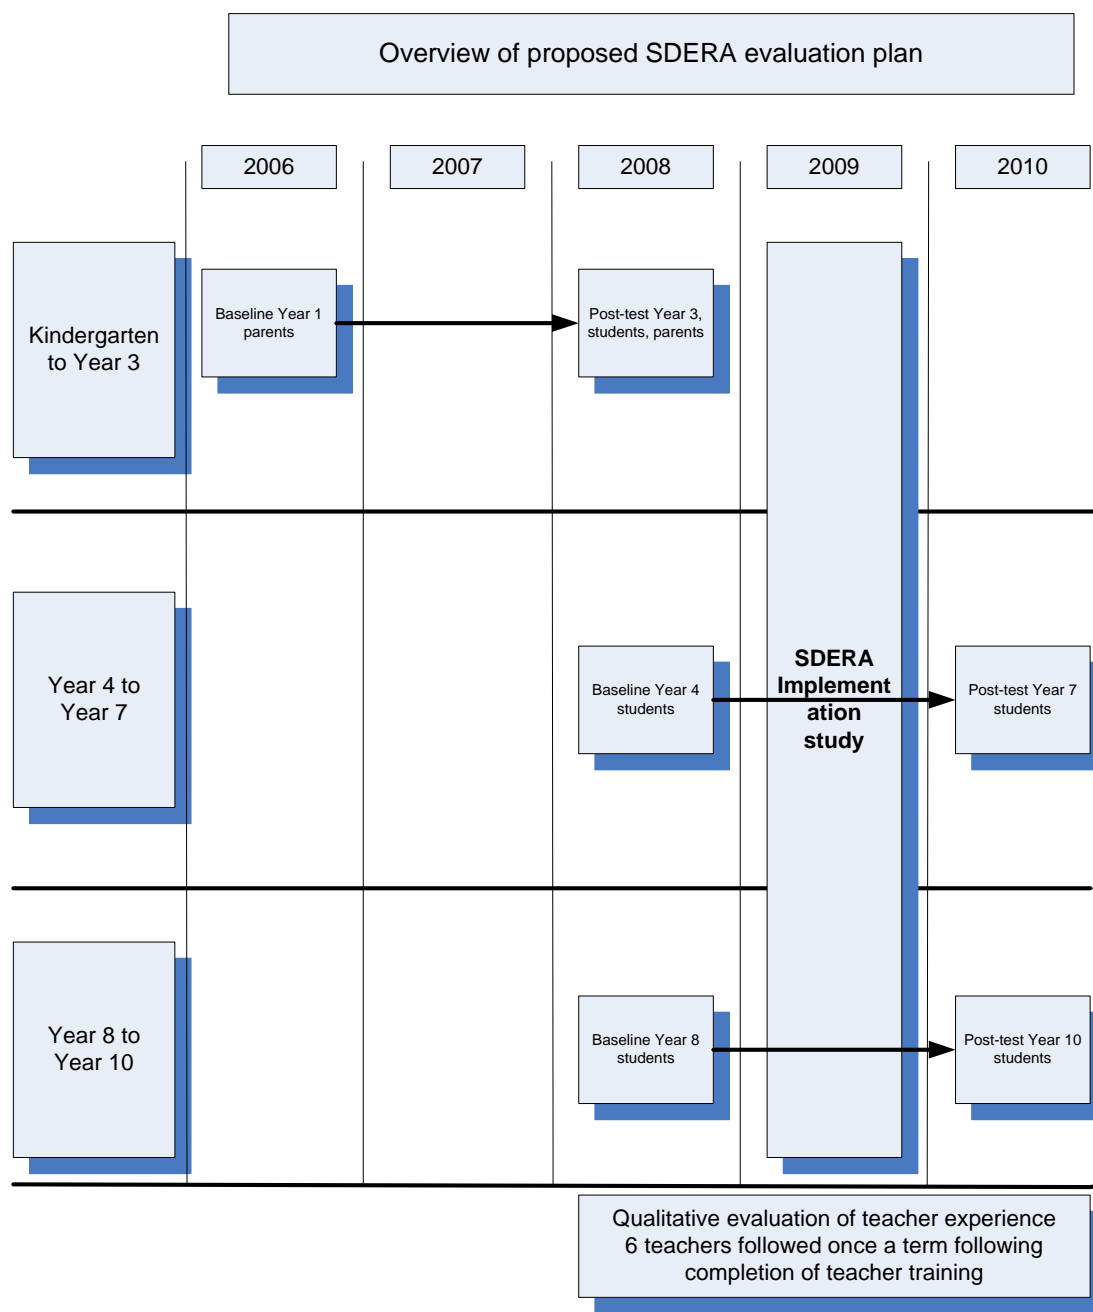 Overview of proposed SDERA evaluation plan
2006
2007
2008
2009
2010
Kindergarten
to Year 3
Baseline Year 1
parents
Post-test Year 3,
students, parents
Year 4 to
Year 7
Baseline Year 4
students
SDERA
Implement
ation
study
Post-test Year 7
students
Year 8 to
Year 10
Baseline Year 8
students
Post-test Year 10
students
Qualitative evaluation of teacher experience
6 teachers followed once a term following
completion of teacher training